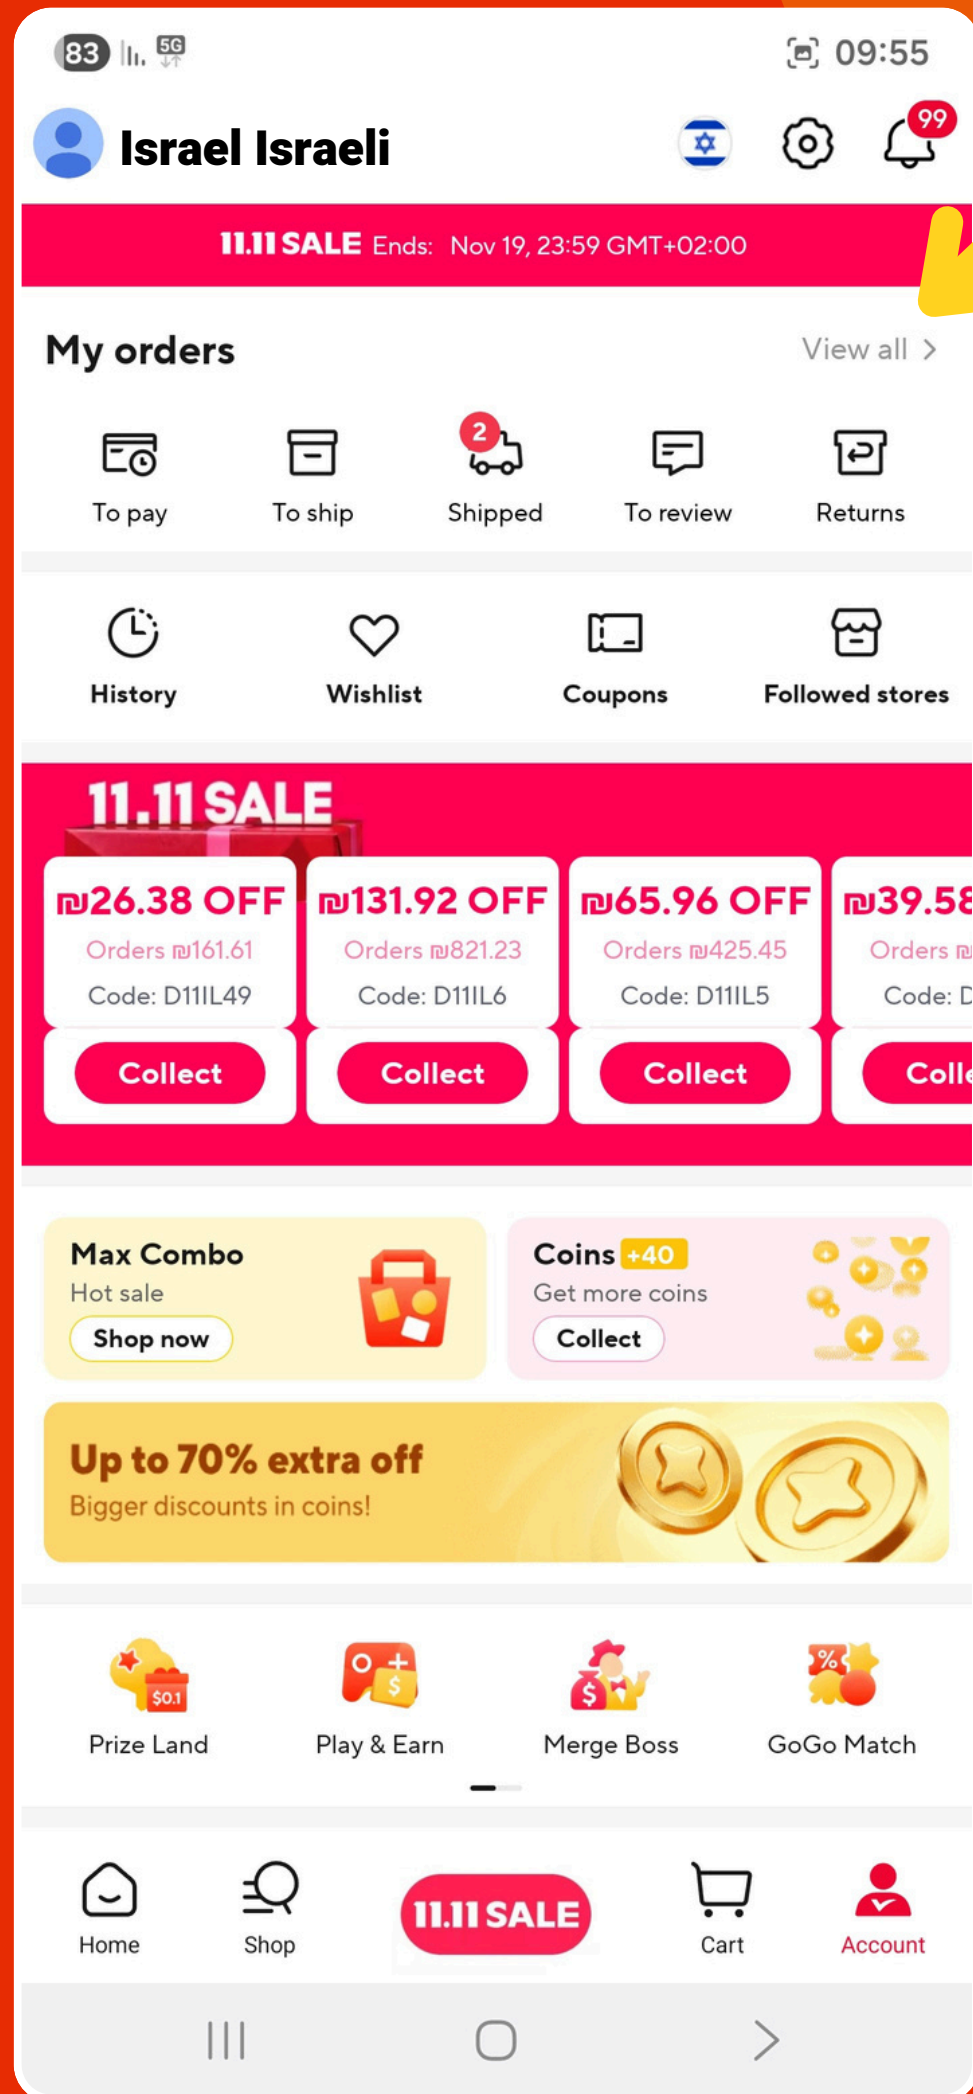 83 5G 09:55
Israel Israeli 99
11.11 SALE Ends: Nov 19, 23:59 GMT+02:00
My orders View all >
2
To pay To ship Shipped To review Returns
History Wishlist Coupons Followed stores
11.11 SALE
₪26.38 OFF ₪131.92 OFF ₪65.96 OFF ₪39.58
Orders ₪161.61 Orders ₪821.23 Orders ₪425.45 Orders ₪
Code: D11IL49 Code: D11IL6 Code: D11IL5 Code: D
Collect Collect Collect Colle
Max Combo Coins +40
Hot sale Get more coins
Shop now Collect
Up to 70% extra off
Bigger discounts in coins!
$0.1 $ $ %
Prize Land Play & Earn Merge Boss GoGo Match
11.11 SALE
Home Shop Cart Account